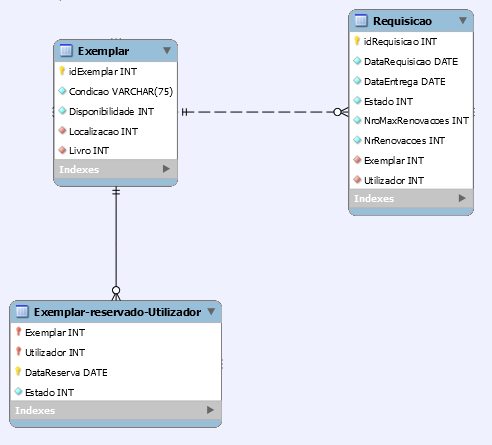 Exemplar
idExemplar INT
Condicao VARCHAR(75)
Disponibilidade INT
Localizacao INT
Livro INT
Indexes
Requisicao
idRequisicao INT
DataRequisicao DATE
DataEntrega DATE
Estado INT
NroMaxRenovacoes INT
NrRenovacoes INT
Exemplar INT
Utilizador INT
Indexes
Exemplar-reservado-Utilizador
Exemplar INT
Utilizador INT
DataReserva DATE
Estado INT
Indexes